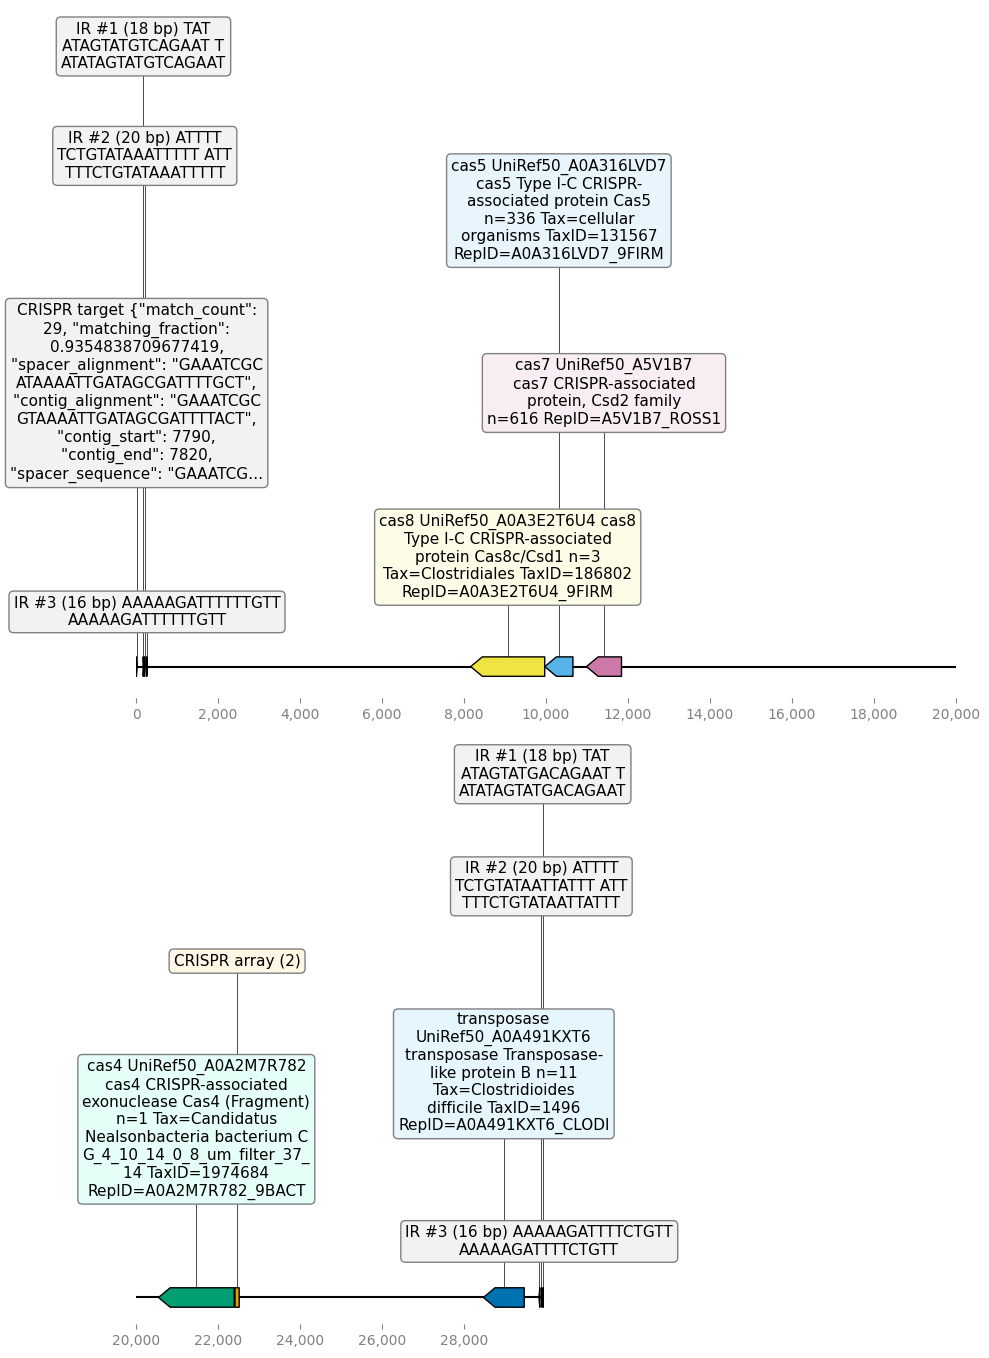 IR #1 (18 bp) TAT
ATAGTATGTCAGAAT T
ATATAGTATGTCAGAAT
IR #2 (20 bp) ATTTT
TCTGTATAAATTTTT ATT
TTTCTGTATAAATTTTT
cas5 UniRef50_A0A316LVD7
cas5 Type I-C CRISPR-
associated protein Cas5
n=336 Tax=cellular
organisms TaxID=131567
RepID=A0A316LVD7_9FIRM
CRISPR target {"match_count":
29, "matching_fraction":
0.9354838709677419,
"spacer_alignment": "GAAATCGC
ATAAAATTGATAGCGATTTTGCT",
"contig_alignment": "GAAATCGC
GTAAAATTGATAGCGATTTTACT",
"contig_start": 7790,
"contig_end": 7820,
"spacer_sequence": "GAAATCG…
cas7 UniRef50_A5V1B7
cas7 CRISPR-associated
protein, Csd2 family
n=616 RepID=A5V1B7_ROSS1
cas8 UniRef50_A0A3E2T6U4 cas8
Type I-C CRISPR-associated
protein Cas8c/Csd1 n=3
Tax=Clostridiales TaxID=186802
RepID=A0A3E2T6U4_9FIRM
IR #3 (16 bp) AAAAAGATTTTTTGTT
AAAAAGATTTTTTGTT
0 2,000 4,000 6,000 8,000 10,000 12,000 14,000 16,000 18,000 20,000
IR #1 (18 bp) TAT
ATAGTATGACAGAAT T
ATATAGTATGACAGAAT
IR #2 (20 bp) ATTTT
TCTGTATAATTATTT ATT
TTTCTGTATAATTATTT
CRISPR array (2)
transposase
UniRef50_A0A491KXT6
transposase Transposase-
like protein B n=11
Tax=Clostridioides
difficile TaxID=1496
RepID=A0A491KXT6_CLODI
cas4 UniRef50_A0A2M7R782
cas4 CRISPR-associated
exonuclease Cas4 (Fragment)
n=1 Tax=Candidatus
Nealsonbacteria bacterium C
G_4_10_14_0_8_um_filter_37_
14 TaxID=1974684
RepID=A0A2M7R782_9BACT
IR #3 (16 bp) AAAAAGATTTTCTGTT
AAAAAGATTTTCTGTT
20,000 22,000 24,000 26,000 28,000